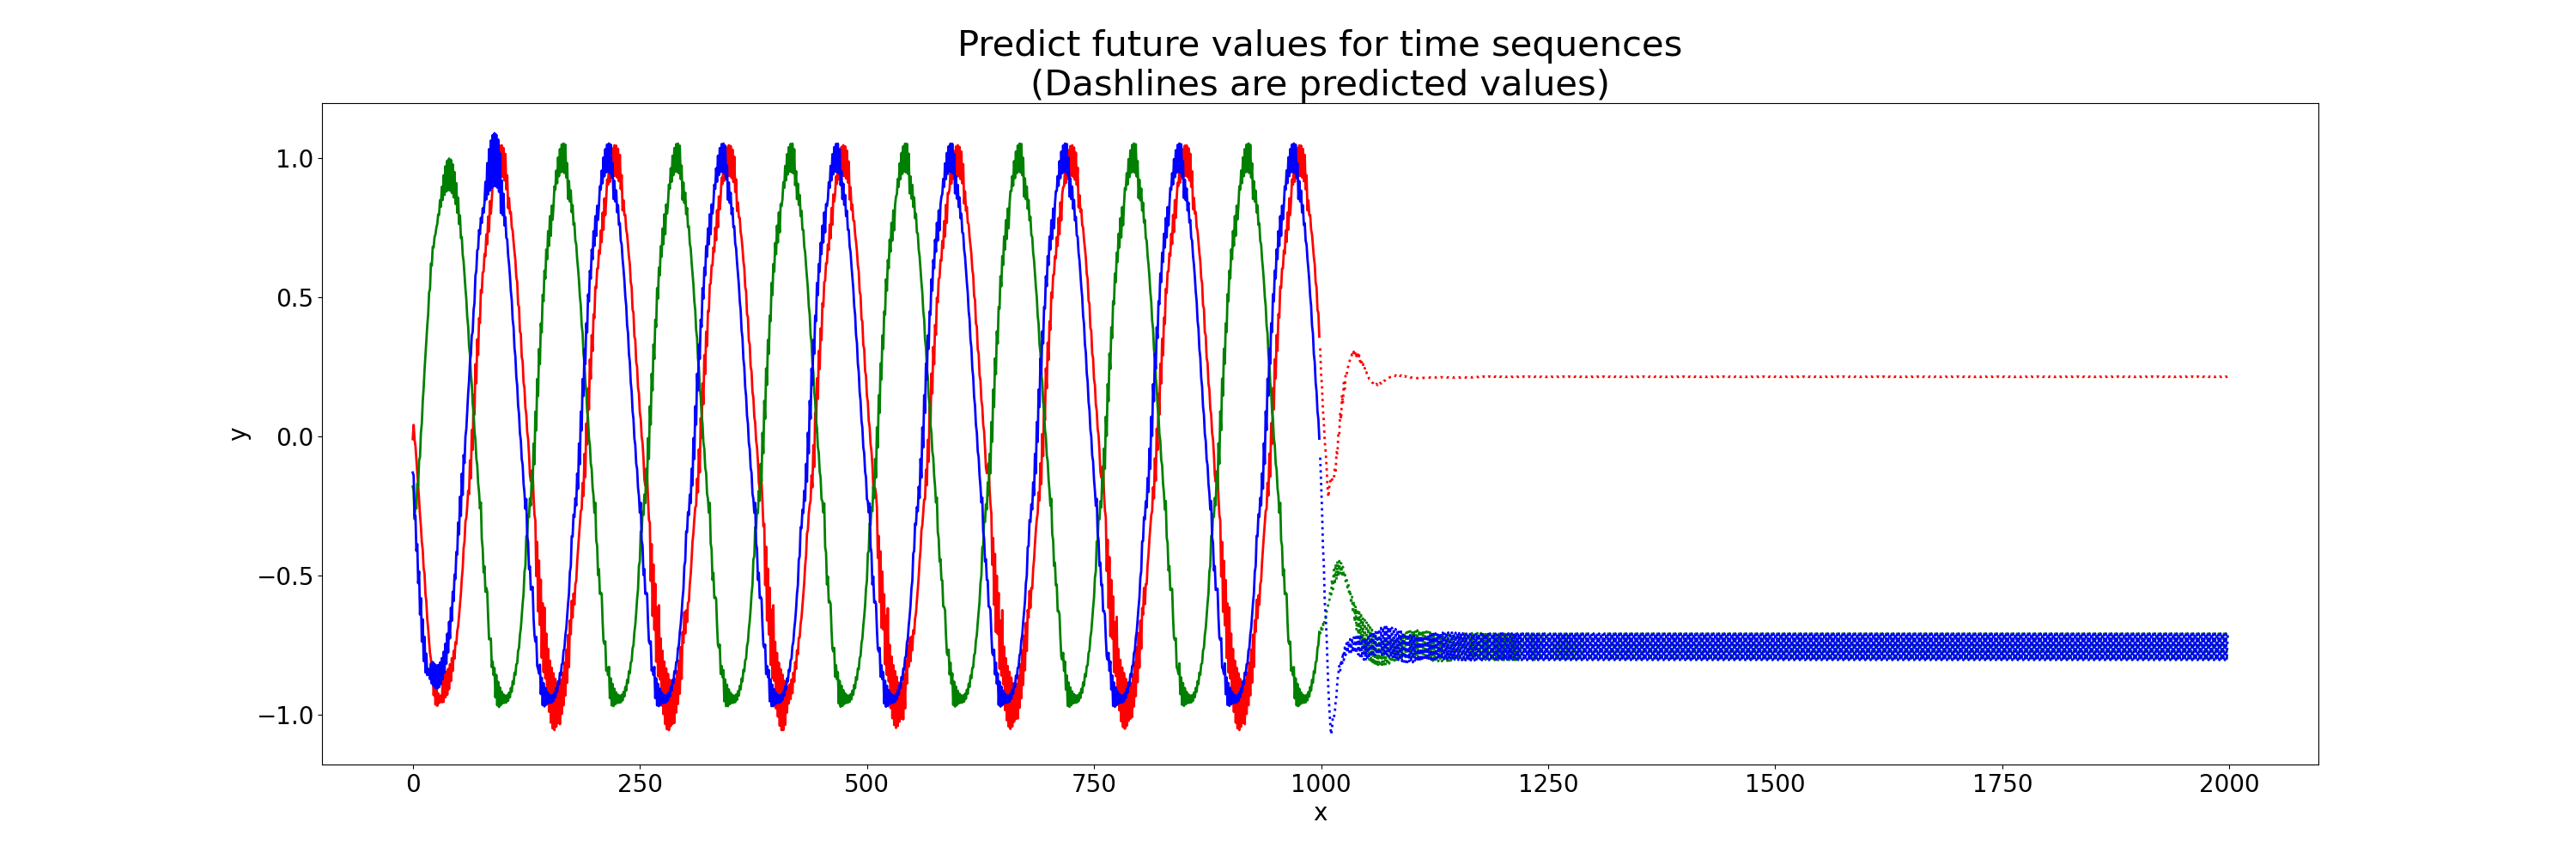 Predict future values for time sequences
(Dashlines are predicted values)
1.0
0.5
0.0
−0.5
−1.0
y
0 250 500 750 1000 1250 1500 1750 2000
x